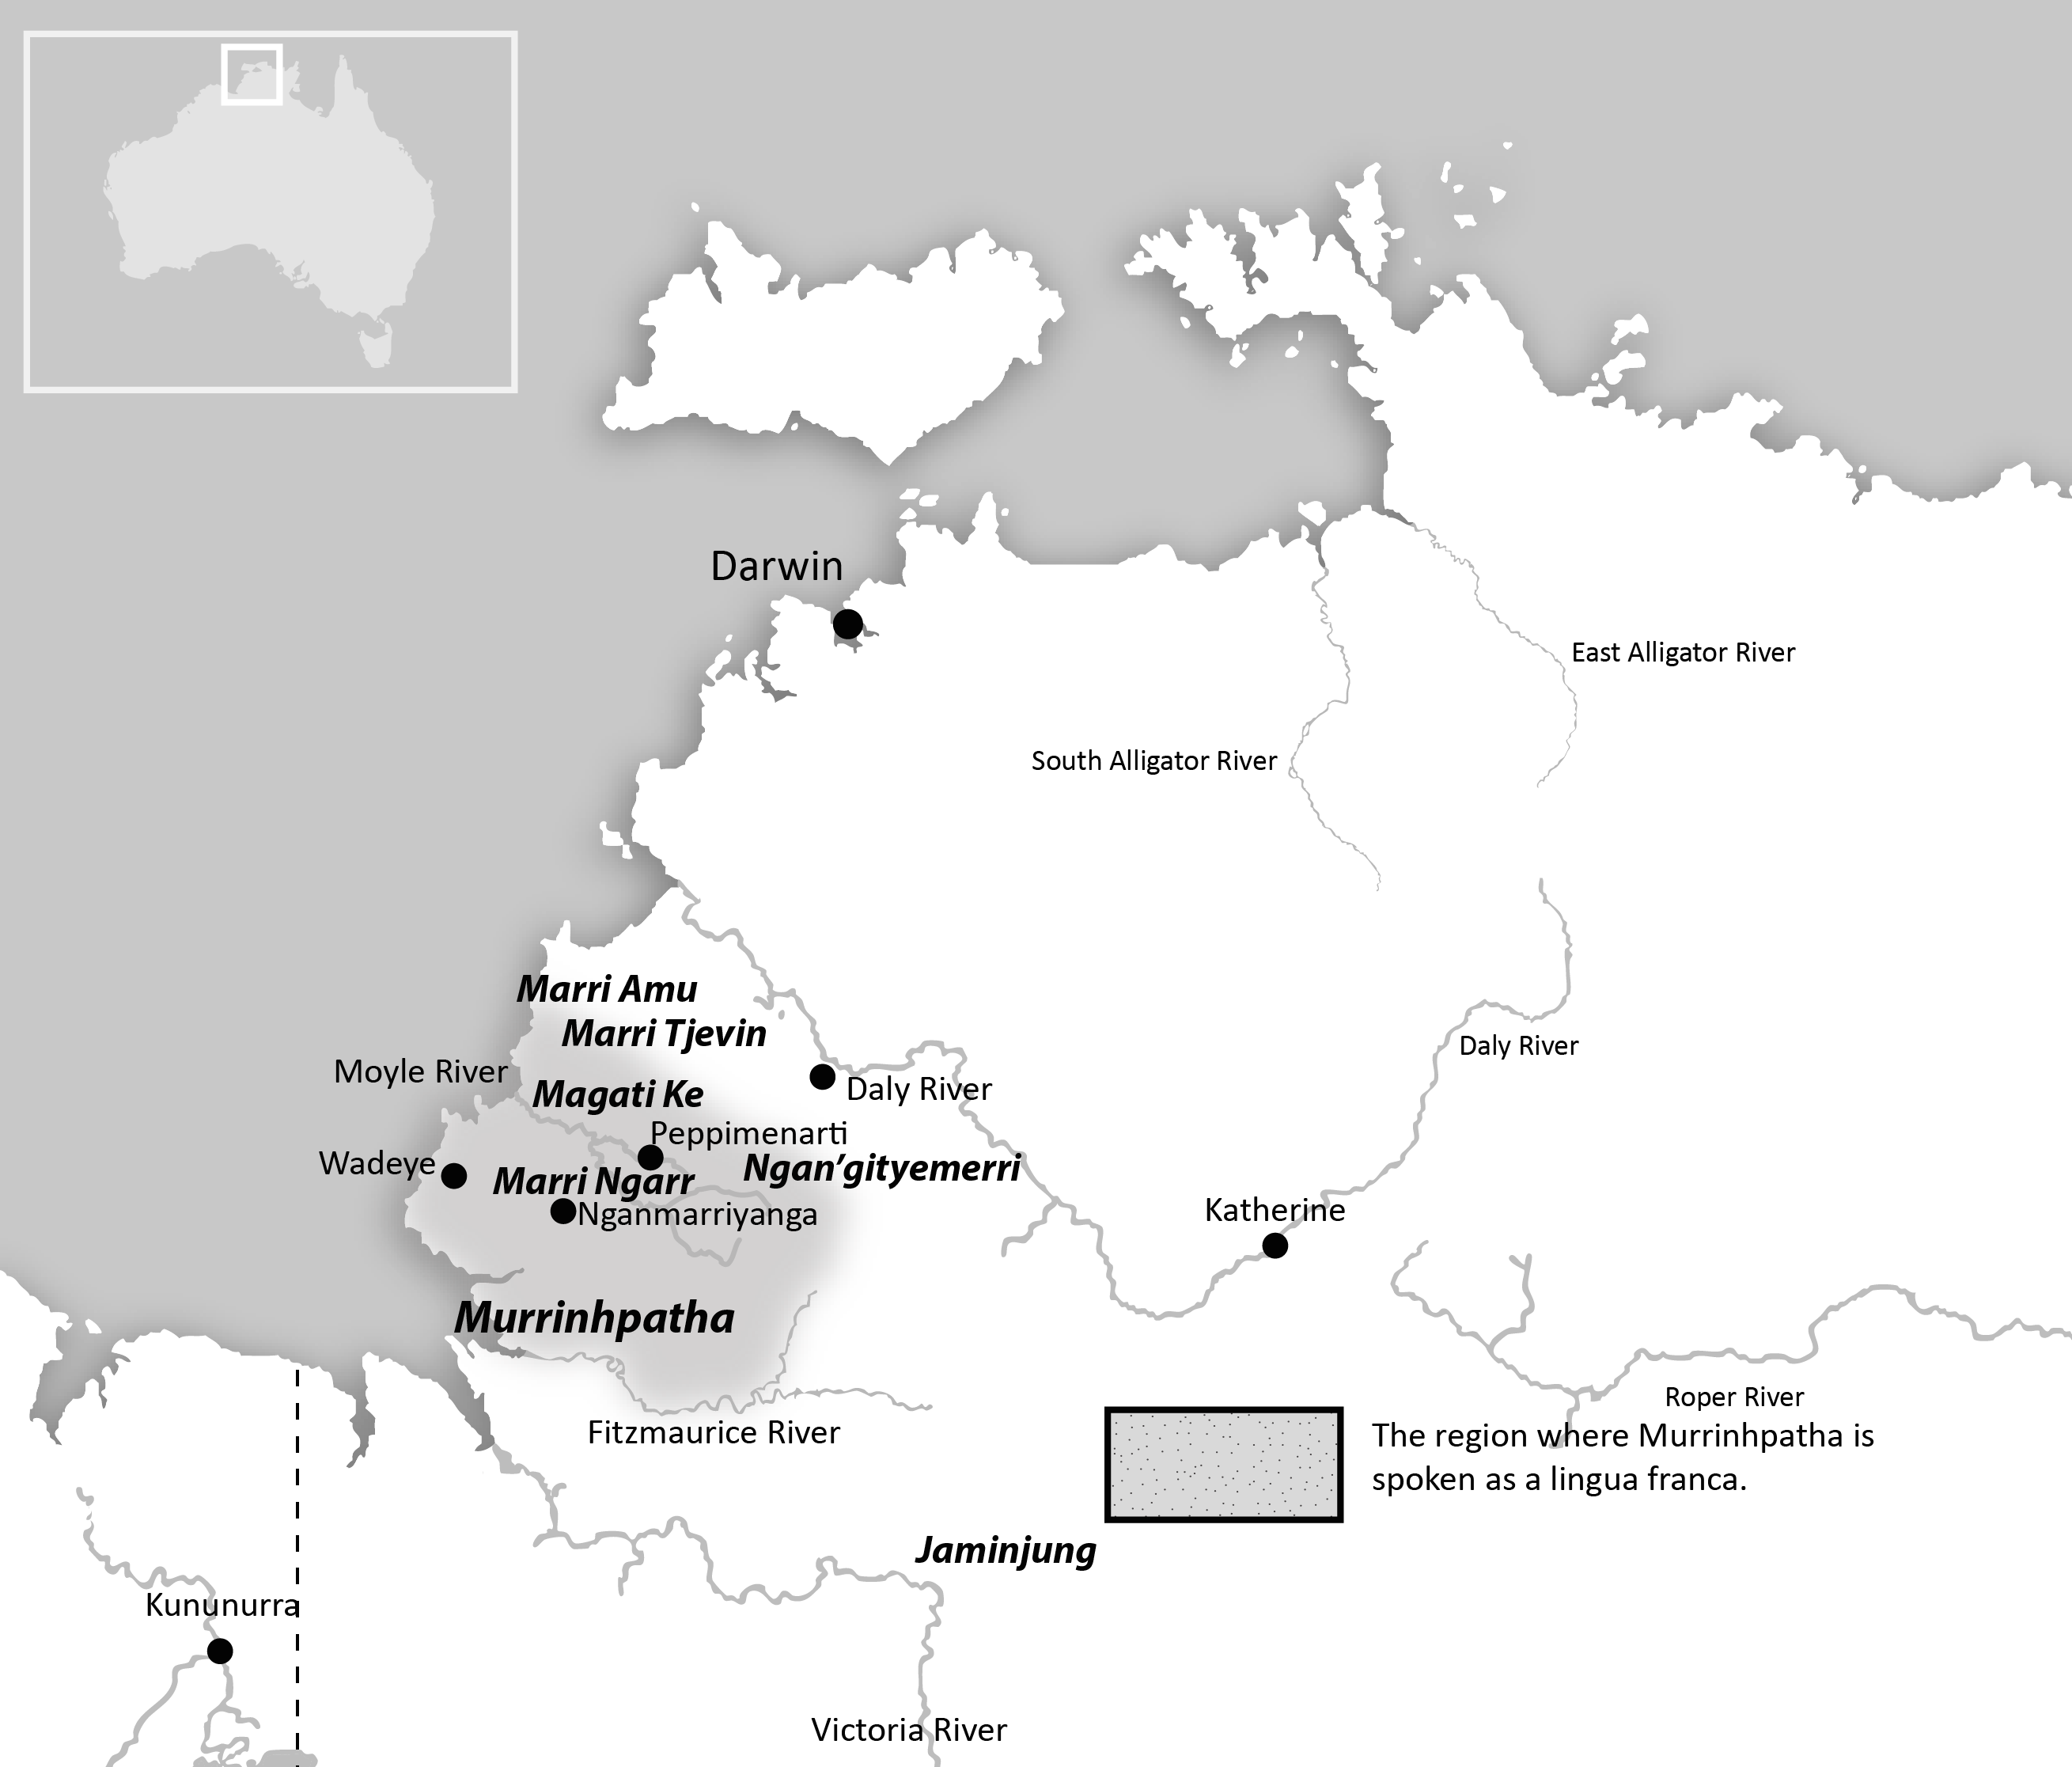 Darwin
East Alligator River
South Alligator River
Marri Amu
Marri Tjevin
Daly River
Moyle River
Magati Ke
Daly River
Peppimenarti
Wadeye
Ngan’gityemerri
Marri Ngarr
Nganmarriyanga
Katherine
Murrinhpatha
Roper River
Fitzmaurice River
The region where Murrinhpatha is
spoken as a lingua franca.
Jaminjung
Kununurra
Victoria River